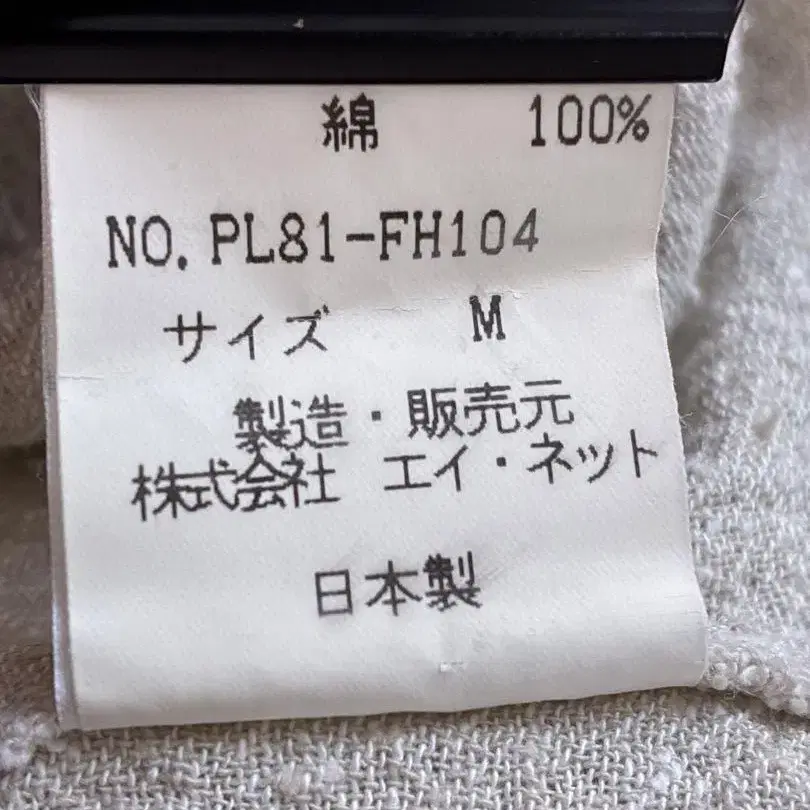 綿 100%
NO. PL81-FH104
サイズ M
製造・販売元
株式会社 エイ・ネット
日本製